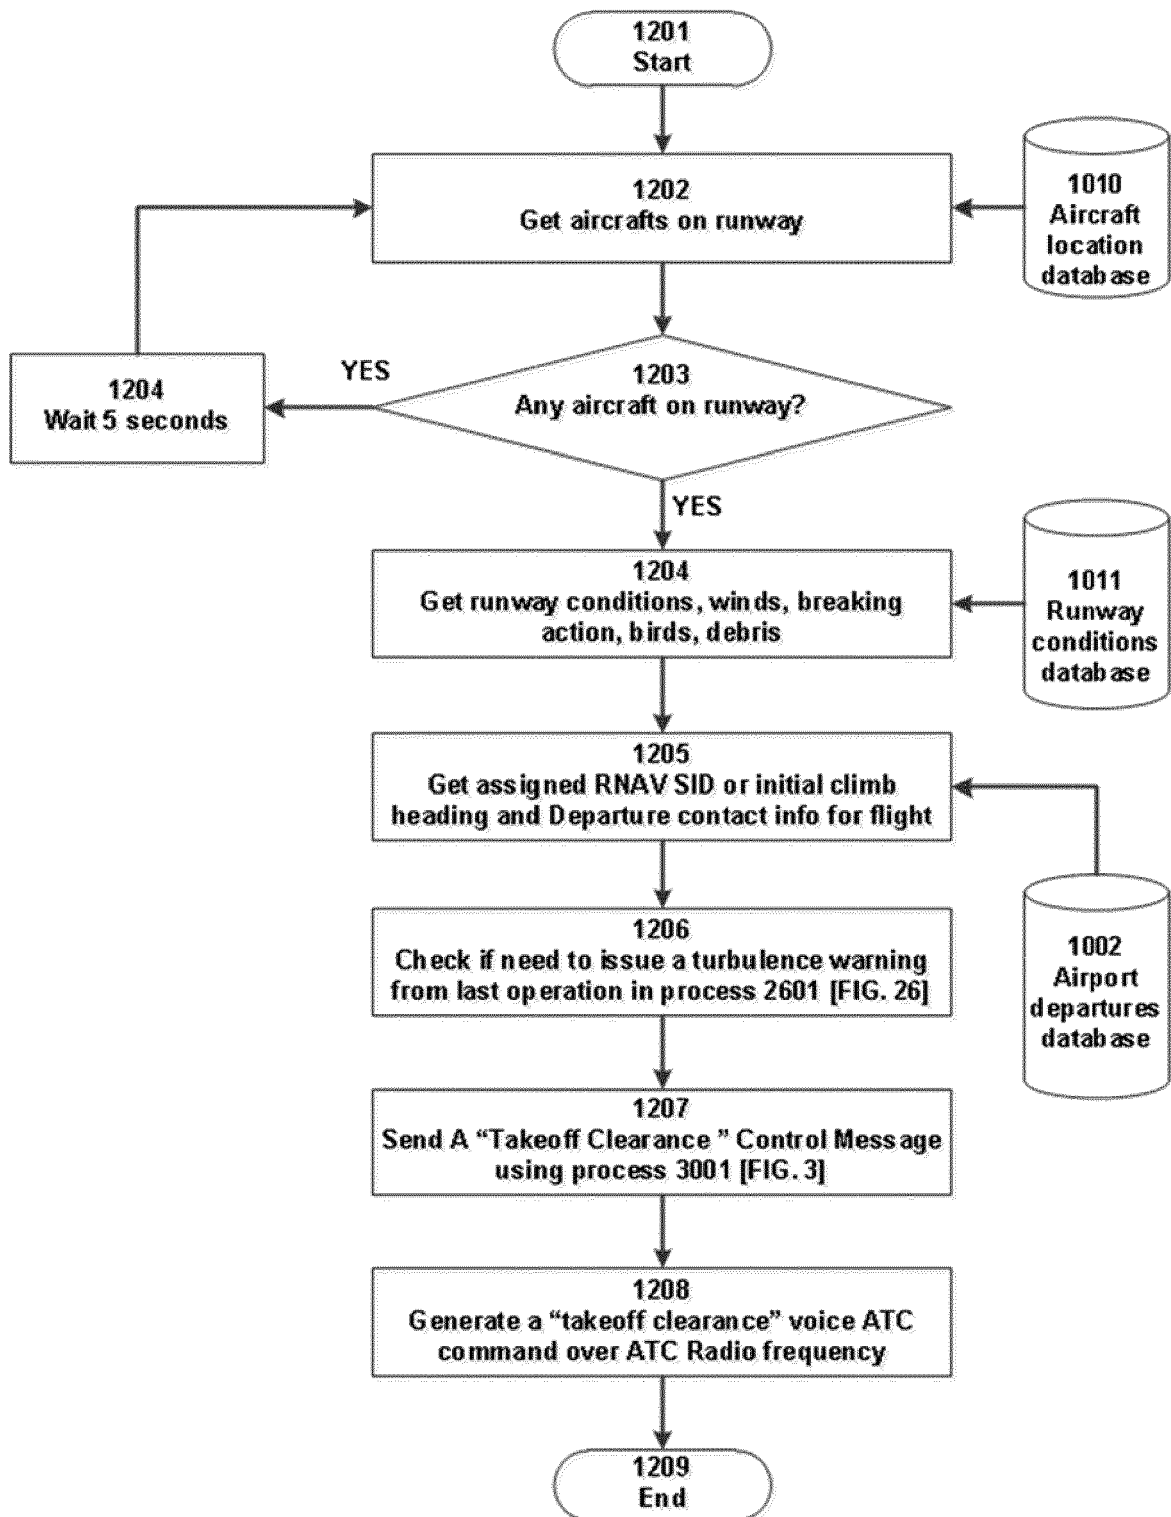 1201
Start
1202
Get aircrafts on runway
1010
Aircraft
location
database
YES
1203
Any aircraft on runway?
1204
Wait 5 seconds
YES
1204
Get runway conditions, winds, breaking
action, birds, debris
1011
Runway
conditions
database
1205
Get assigned RNAV SID or initial climb
heading and Departure contact info for flight
1206
Check if need to issue a turbulence warning
from last operation in process 2601 [FIG. 26]
1002
Airport
departures
database
1207
Send A “Takeoff Clearance ” Control Message
using process 3001 [FIG. 3]
1208
Generate a “takeoff clearance” voice ATC
command over ATC Radio frequency
1209
End